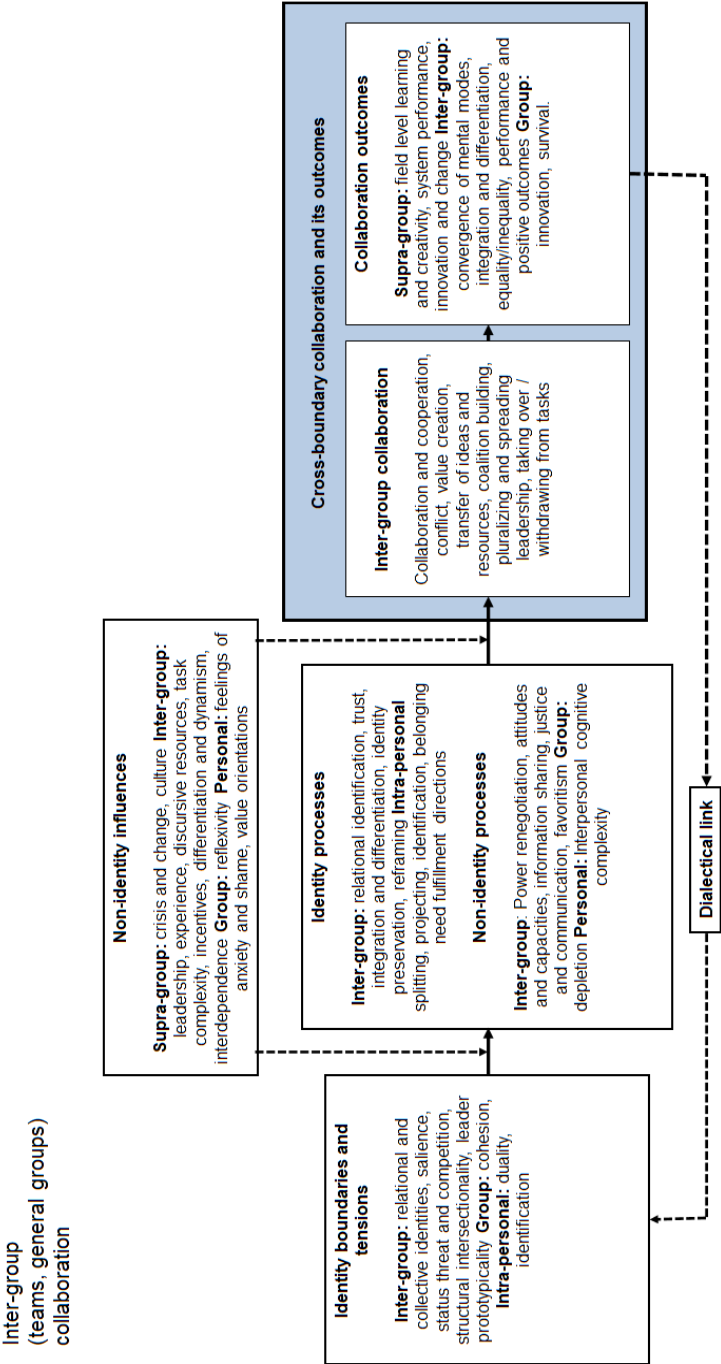 Inter-group
(teams, general groups)
collaboration
Non-identity influences
Supra-group: crisis and change, culture Inter-group:
leadership, experience, discursive resources, task
complexity, incentives, differentiation and dynamism,
interdependence Group: reflexivity Personal: feelings of
anxiety and shame, value orientations
Identity boundaries and
tensions
Inter-group: relational and
collective identities, salience,
status threat and competition,
structural intersectionality, leader
prototypicality Group: cohesion,
Intra-personal: duality,
identification
Identity processes
Inter-group: relational identification, trust,
integration and differentiation, identity
preservation, reframing Intra-personal
splitting, projecting, identification, belonging
need fulfillment directions
Non-identity processes
Inter-group: Power renegotiation, attitudes
and capacities, information sharing, justice
and communication, favoritism Group:
depletion Personal: Interpersonal cognitive
complexity
Cross-boundary collaboration and its outcomes
Inter-group collaboration
Collaboration and cooperation,
conflict, value creation,
transfer of ideas and
resources, coalition building,
pluralizing and spreading
leadership, taking over /
withdrawing from tasks
Collaboration outcomes
Supra-group: field level learning
and creativity, system performance,
innovation and change Inter-group:
convergence of mental modes,
integration and differentiation,
equality/inequality, performance and
positive outcomes Group:
innovation, survival.
Dialectical link